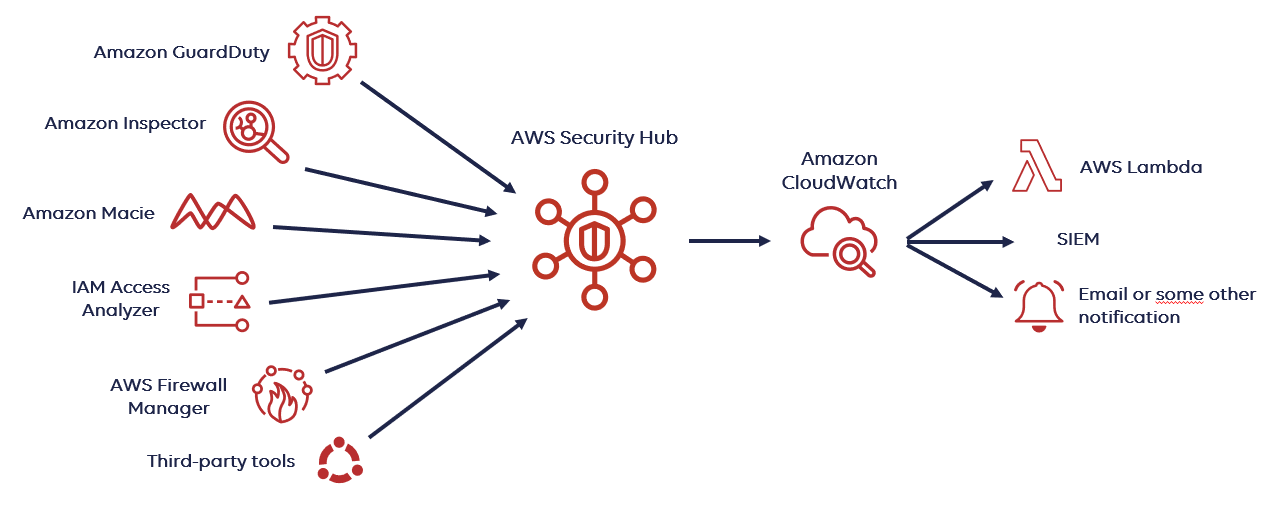 Amazon GuardDuty
Amazon Inspector
Amazon Macie
IAM Access
Analyzer
AWS Firewall
Manager
Third-party tools
AWS Security Hub
Amazon
CloudWatch
AWS Lambda
SIEM
Email or some other
notification